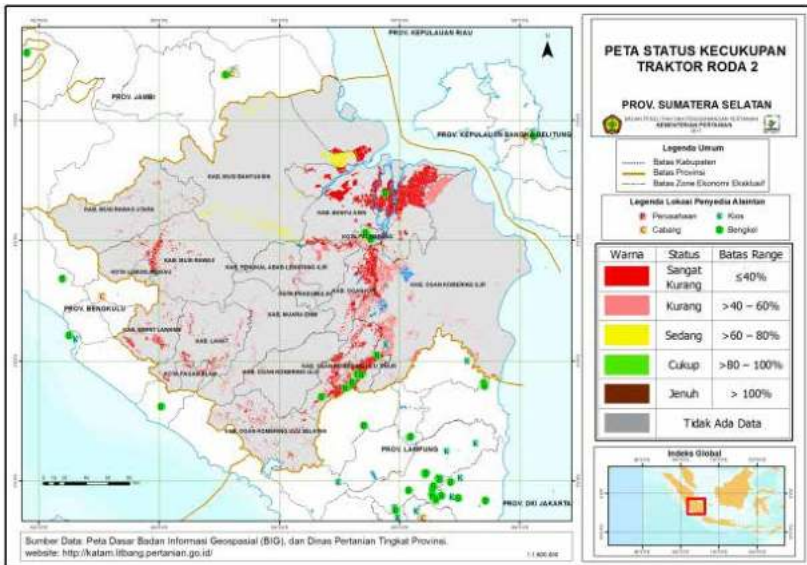 PETA STATUS KECUKUPAN
TRAKTOR RODA 2
PROV. SUMATERA SELATAN
BADAN PENELITIAN DAN PENGEMBANGAN PERTANIAN
KEMENTERIAN PERTANIAN
2017
Legenda Umum
Batas Kabupaten
Batas Provinsi
Batas Zone Ekonomi Eksklusif
Legenda Lokasi Penyedia Alsintan
P Perusahaan
K Kios
C Cabang
B Bengkel
Warna Status Batas Range
Sangat Kurang ≤40%
Kurang >40 – 60%
Sedang >60 – 80%
Cukup >80 – 100%
Jenuh > 100%
Tidak Ada Data
Indeks Global
PROV. KEPULAUAN RIAU
PROV. JAMBI
PROV. KEPULAUAN BANGKA BELITUNG
KAB. MUSI BANYUASIN
KAB. MUSI RAWAS UTARA
KAB. BANYU ASIN
KOTA PALEMBANG
KAB. MUSI RAWAS
KOTA LUBUKLINGGAU
KAB. PENUKAL ABAB LEMATANG ILIR
KAB. OGAN ILIR
KAB. OGAN KOMERING ILIR
KOTA PRABUMULIH
PROV. BENGKULU
KAB. MUARA ENIM
KAB. EMPAT LAWANG
KAB. LAHAT
KOTA PAGAR ALAM
KAB. OGAN KOMERING ULU TIMUR
KAB. OGAN KOMERING ULU
KAB. OGAN KOMERING ULU SELATAN
PROV. LAMPUNG
PROV. DKI JAKARTA
Sumber Data: Peta Dasar Badan Informasi Geospasial (BIG), dan Dinas Pertanian Tingkat Provinsi.
website: http://katam.litbang.pertanian.go.id/